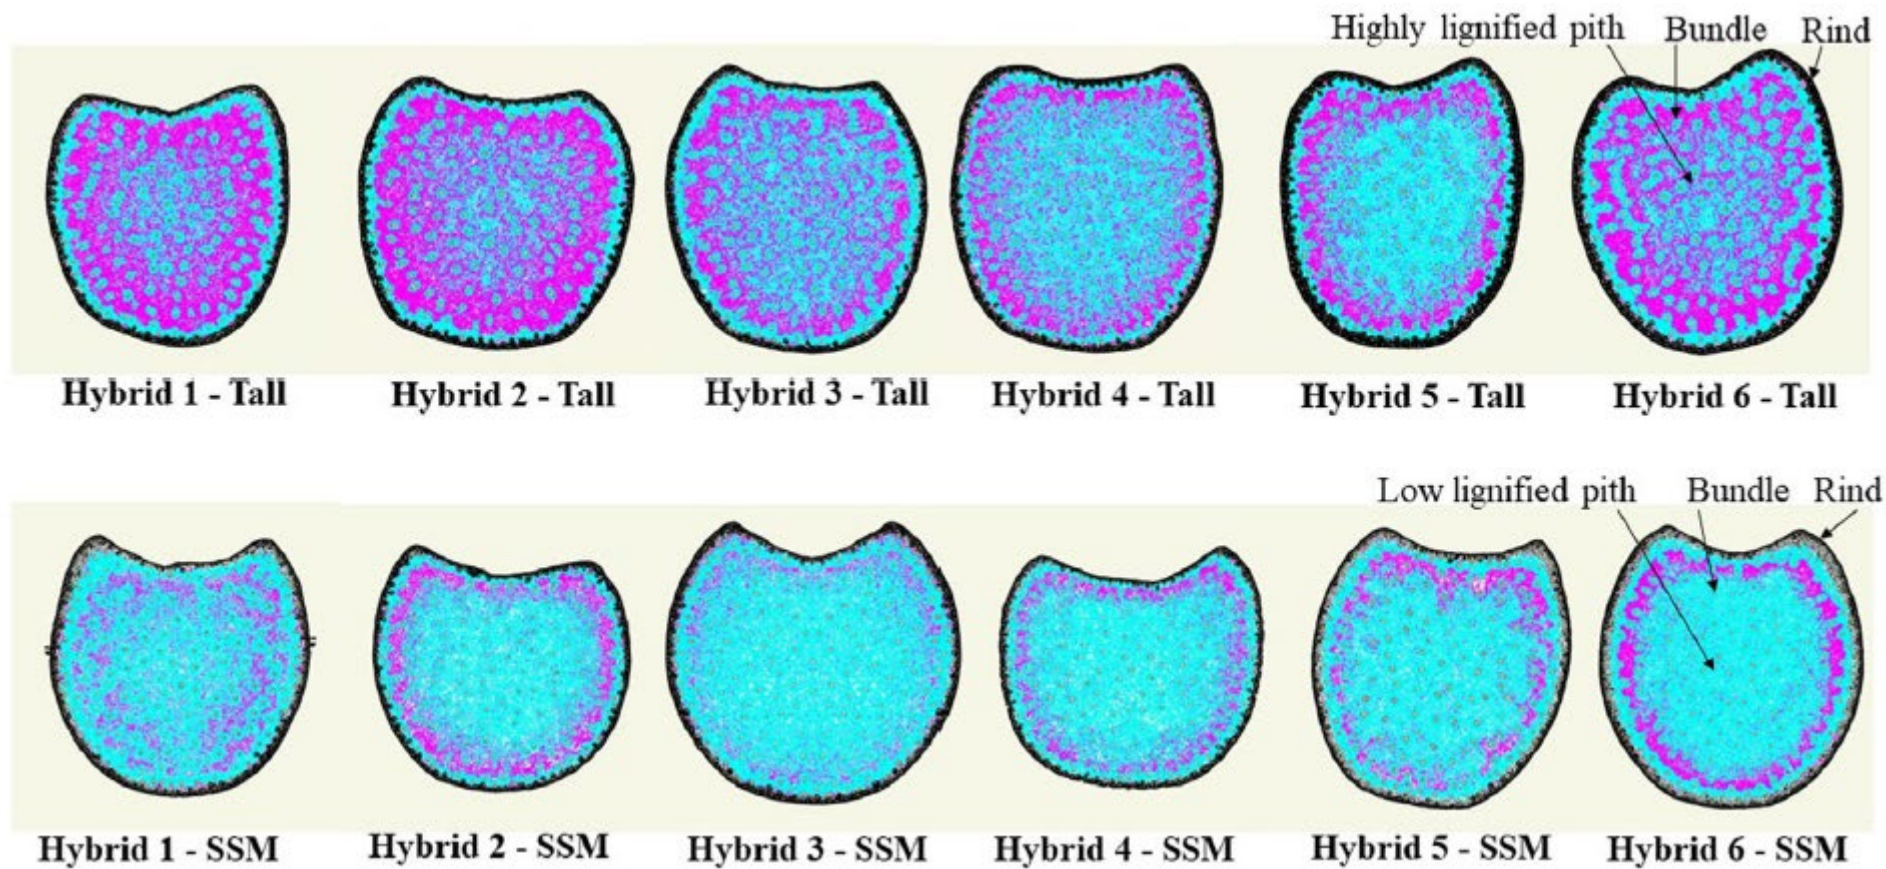 Highly lignified pith Bundle Rind
Hybrid 1 - Tall Hybrid 2 - Tall Hybrid 3 - Tall Hybrid 4 - Tall Hybrid 5 - Tall Hybrid 6 - Tall
Low lignified pith Bundle Rind
Hybrid 1 - SSM Hybrid 2 - SSM Hybrid 3 - SSM Hybrid 4 - SSM Hybrid 5 - SSM Hybrid 6 - SSM